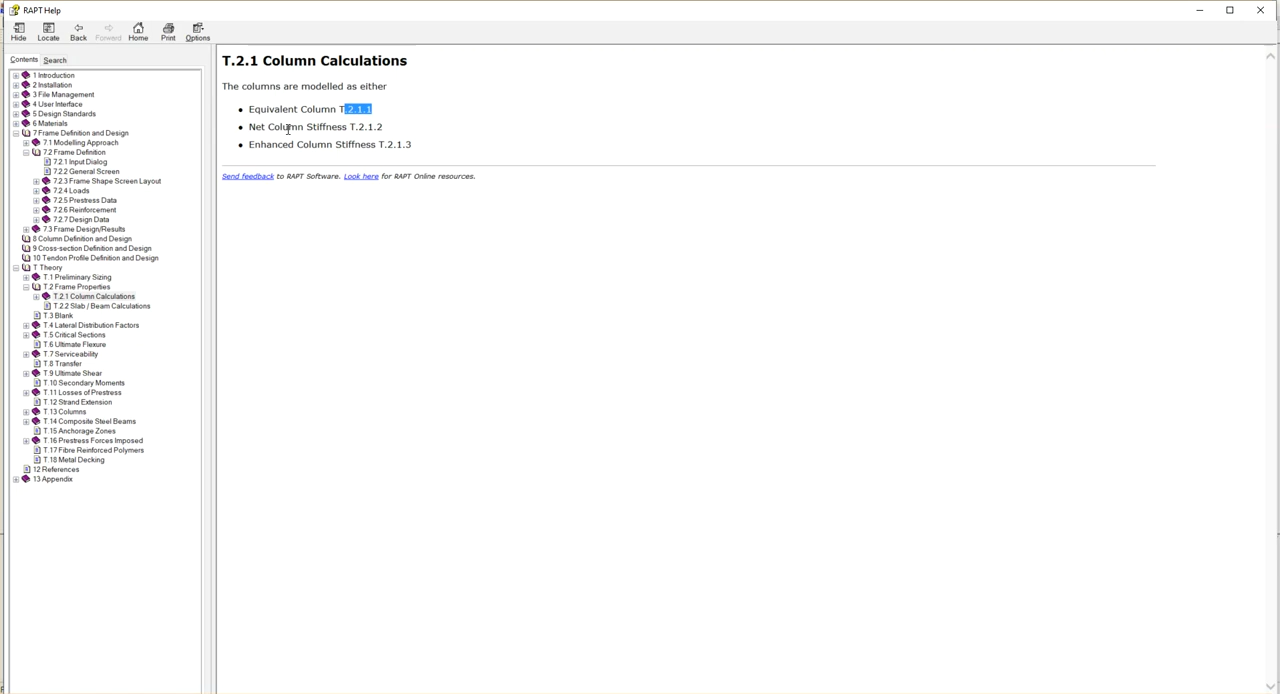 RAPT Help
Hide Locate Back Forward Home Print Options
Contents Search
1 Introduction
2 Installation
3 File Management
4 User Interface
5 Design Standards
6 Materials
7 Frame Definition and Design
7.1 Modelling Approach
7.2 Frame Definition
7.2.1 Input Dialog
7.2.2 General Screen
7.2.3 Frame Shape Screen Layout
7.2.4 Loads
7.2.5 Prestress Data
7.2.6 Reinforcement
7.2.7 Design Data
7.3 Frame Design/Results
8 Column Definition and Design
9 Cross-section Definition and Design
10 Tendon Profile Definition and Design
T Theory
T.1 Preliminary Sizing
T.2 Frame Properties
T.2.1 Column Calculations
T.2.2 Slab / Beam Calculations
T.3 Blank
T.4 Lateral Distribution Factors
T.5 Critical Sections
T.6 Ultimate Flexure
T.7 Serviceability
T.8 Transfer
T.9 Ultimate Shear
T.10 Secondary Moments
T.11 Losses of Prestress
T.12 Strand Extension
T.13 Columns
T.14 Composite Steel Beams
T.15 Anchorage Zones
T.16 Prestress Forces Imposed
T.17 Fibre Reinforced Polymers
T.18 Metal Decking
12 References
13 Appendix
T.2.1 Column Calculations
The columns are modelled as either
• Equivalent Column T.2.1.1
• Net Column Stiffness T.2.1.2
• Enhanced Column Stiffness T.2.1.3
Send feedback to RAPT Software. Look here for RAPT Online resources.